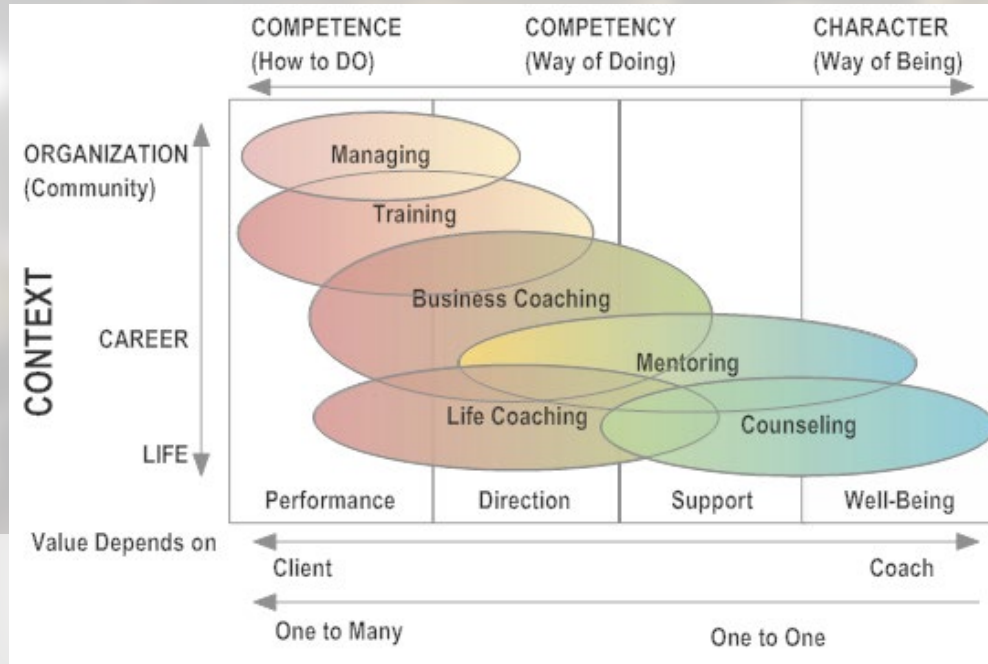 COMPETENCE
(How to DO)
COMPETENCY
(Way of Doing)
CHARACTER
(Way of Being)
CONTEXT
ORGANIZATION
(Community)
CAREER
LIFE
Managing
Training
Business Coaching
Mentoring
Life Coaching
Counseling
Performance
Direction
Support
Well-Being
Value Depends on
Client
Coach
One to Many
One to One